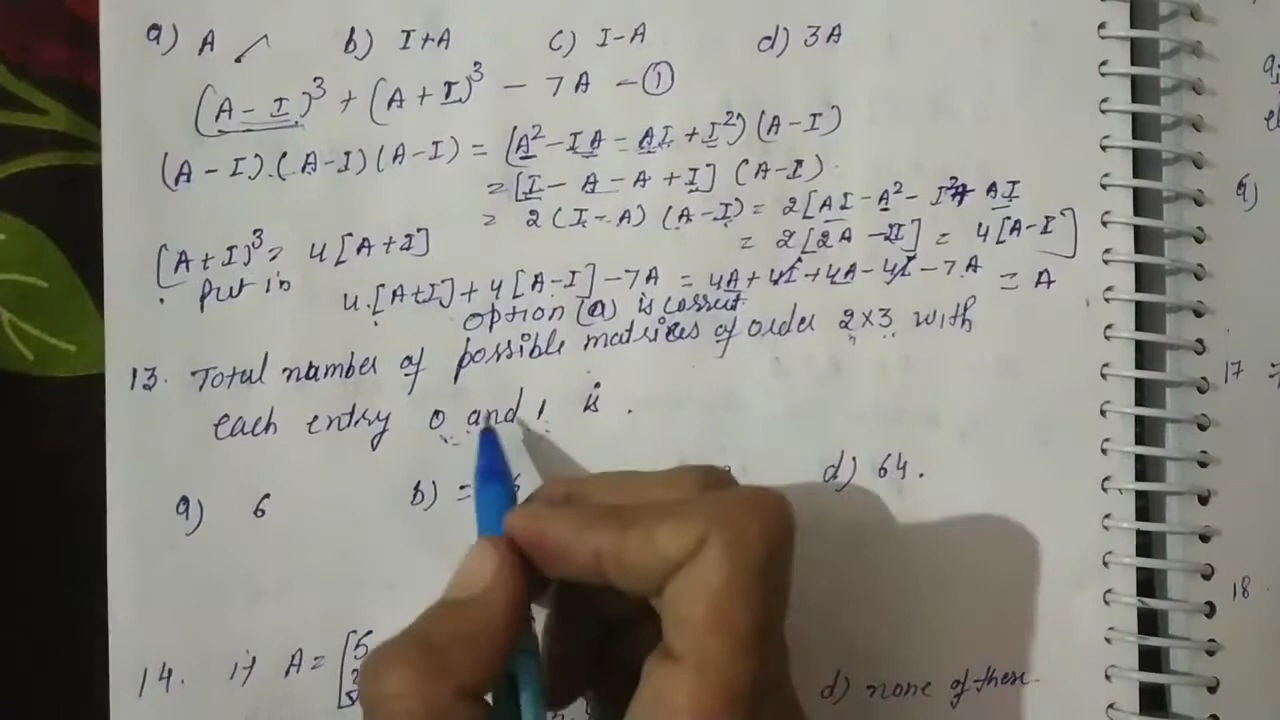 a) A b) I+A c) I-A d) 3A
(A-I)³ + (A+I)³ - 7A - ①
(A-I).(A-I)(A-I) = (A²-IA-AI+I²)(A-I)
= [I-A-A+I] (A-I)
= 2(I-A)(A-I) = 2[AI-A²-I²+AI
= 2[2A-2I] = 4[A-I]
(A+I)³ = 4[A+I]
Put in 4.[A+I]+4[A-I]-7A = 4A+4I+4A-4I-7A = A
option (a) is correct.
13. Total number of possible matrices of order 2×3 with
each entry 0 and 1 is.
a) 6 b) = d) 64.
14. if A = [5
d) none of these.
17
18